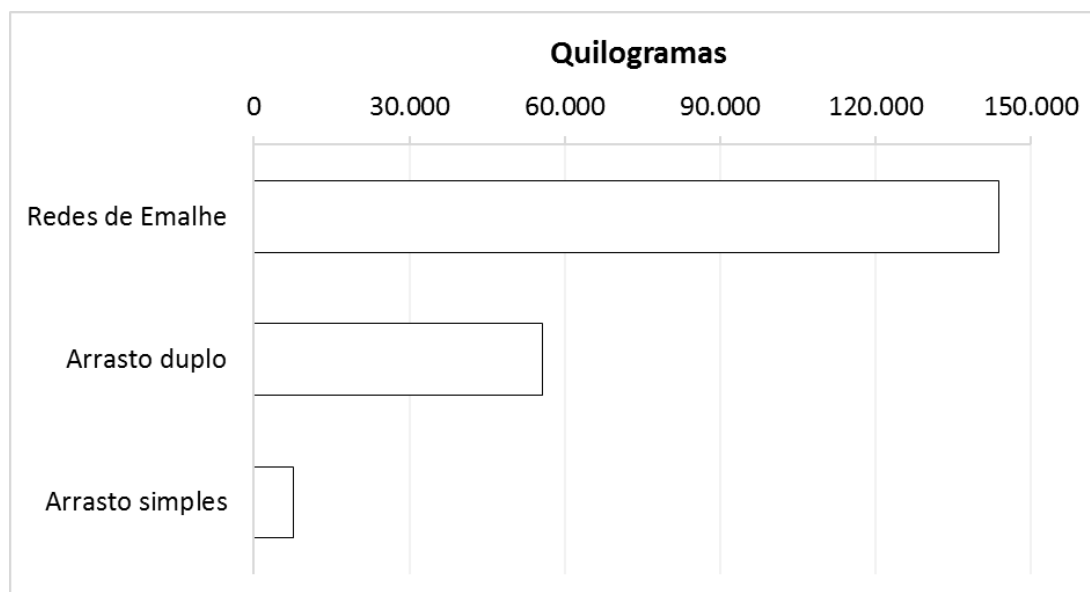 Quilogramas
0 30.000 60.000 90.000 120.000 150.000
Redes de Emalhe
Arrasto duplo
Arrasto simples